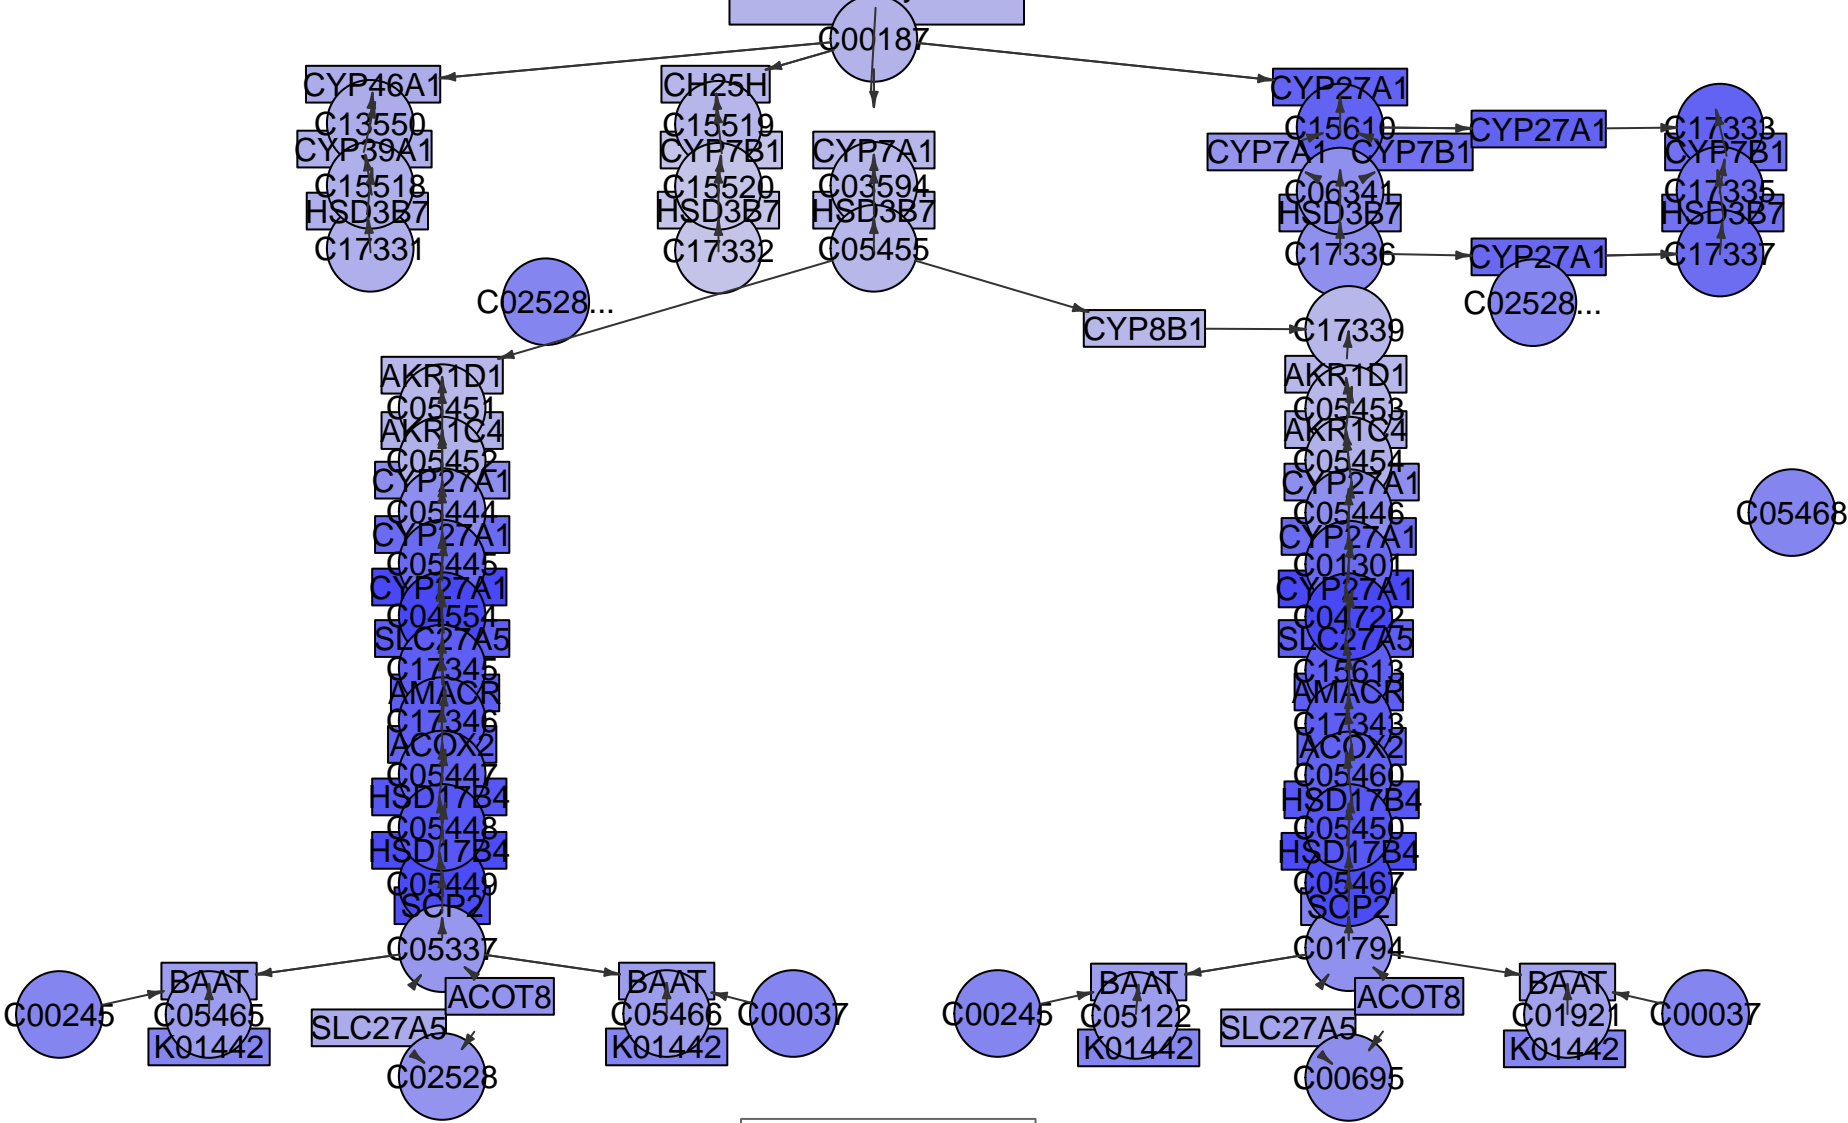 C00187
CYP46A1
CH25H
CYP27A1
C13550
C15519
C15610
CYP27A1
C17333
CYP39A1
CYP7B1
CYP7A1
CYP7A1
CYP7B1
CYP7B1
C15518
C15520
C03594
C06341
C17335
HSD3B7
HSD3B7
HSD3B7
HSD3B7
HSD3B7
C17331
C17332
C05455
C17336
CYP27A1
C17337
C02528...
C02528...
CYP8B1
C17339
AKR1D1
AKR1D1
C05451
C05453
AKR1C4
AKR1C4
C05452
C05454
CYP27A1
CYP27A1
C05444
C05446
C05468
CYP27A1
CYP27A1
C05445
C01301
CYP27A1
CYP27A1
C04554
C04722
SLC27A5
SLC27A5
C17345
C15613
AMACR
AMACR
C17346
C17343
ACOX2
ACOX2
C05447
C05460
HSD17B4
HSD17B4
C05448
C05450
HSD17B4
HSD17B4
C05449
C05467
SCP2
SCP2
C05337
C01794
BAAT
BAAT
BAAT
BAAT
ACOT8
ACOT8
C00245
C05465
C05466
C00037
C00245
C05122
C01921
C00037
SLC27A5
SLC27A5
K01442
K01442
K01442
K01442
C02528
C00695